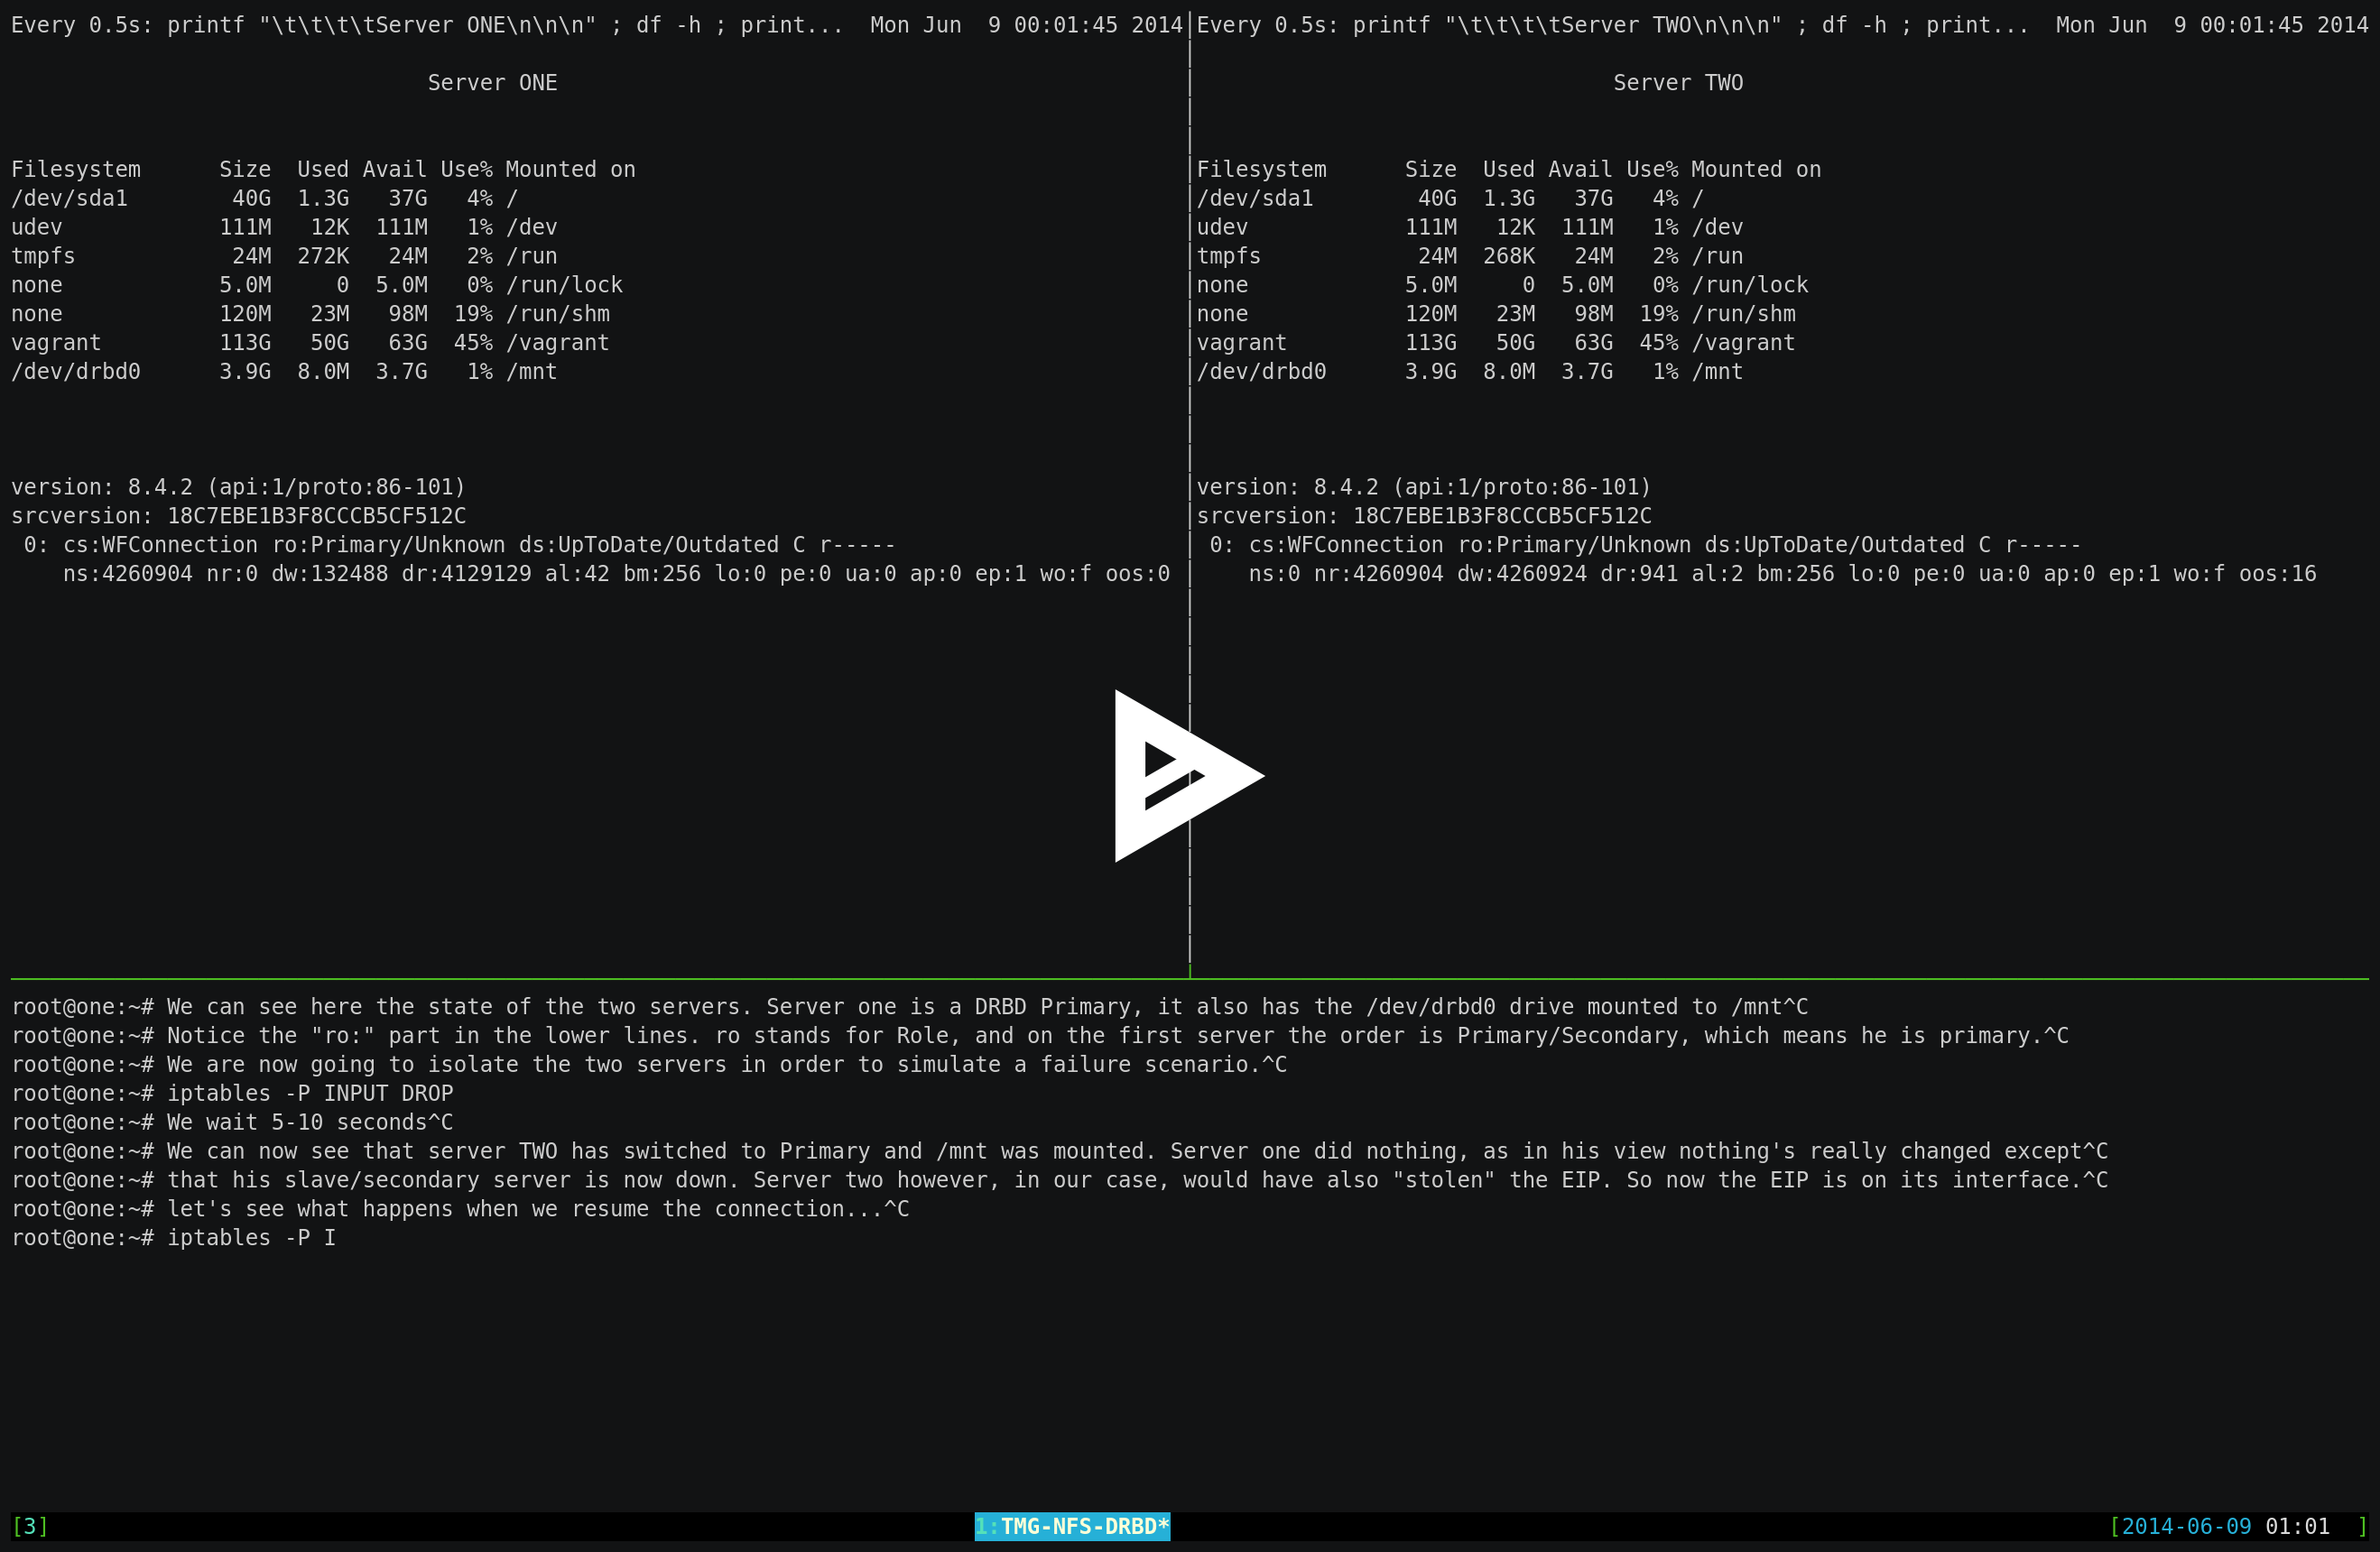 Every 0.5s: printf "\t\t\t\tServer ONE\n\n\n" ; df -h ; print...  Mon Jun  9 00:01:45 2014
Server ONE
Filesystem      Size  Used Avail Use% Mounted on
/dev/sda1        40G  1.3G   37G   4% /
udev            111M   12K  111M   1% /dev
tmpfs            24M  272K   24M   2% /run
none            5.0M     0  5.0M   0% /run/lock
none            120M   23M   98M  19% /run/shm
vagrant         113G   50G   63G  45% /vagrant
/dev/drbd0      3.9G  8.0M  3.7G   1% /mnt
version: 8.4.2 (api:1/proto:86-101)
srcversion: 18C7EBE1B3F8CCCB5CF512C
0: cs:WFConnection ro:Primary/Unknown ds:UpToDate/Outdated C r-----
ns:4260904 nr:0 dw:132488 dr:4129129 al:42 bm:256 lo:0 pe:0 ua:0 ap:0 ep:1 wo:f oos:0
Every 0.5s: printf "\t\t\t\tServer TWO\n\n\n" ; df -h ; print...  Mon Jun  9 00:01:45 2014
Server TWO
Filesystem      Size  Used Avail Use% Mounted on
/dev/sda1        40G  1.3G   37G   4% /
udev            111M   12K  111M   1% /dev
tmpfs            24M  268K   24M   2% /run
none            5.0M     0  5.0M   0% /run/lock
none            120M   23M   98M  19% /run/shm
vagrant         113G   50G   63G  45% /vagrant
/dev/drbd0      3.9G  8.0M  3.7G   1% /mnt
version: 8.4.2 (api:1/proto:86-101)
srcversion: 18C7EBE1B3F8CCCB5CF512C
0: cs:WFConnection ro:Primary/Unknown ds:UpToDate/Outdated C r-----
ns:0 nr:4260904 dw:4260924 dr:941 al:2 bm:256 lo:0 pe:0 ua:0 ap:0 ep:1 wo:f oos:16
root@one:~# We can see here the state of the two servers. Server one is a DRBD Primary, it also has the /dev/drbd0 drive mounted to /mnt^C
root@one:~# Notice the "ro:" part in the lower lines. ro stands for Role, and on the first server the order is Primary/Secondary, which means he is primary.^C
root@one:~# We are now going to isolate the two servers in order to simulate a failure scenario.^C
root@one:~# iptables -P INPUT DROP
root@one:~# We wait 5-10 seconds^C
root@one:~# We can now see that server TWO has switched to Primary and /mnt was mounted. Server one did nothing, as in his view nothing's really changed except^C
root@one:~# that his slave/secondary server is now down. Server two however, in our case, would have also "stolen" the EIP. So now the EIP is on its interface.^C
root@one:~# let's see what happens when we resume the connection...^C
root@one:~# iptables -P I
[3] 1:TMG-NFS-DRBD* [2014-06-09 01:01  ]